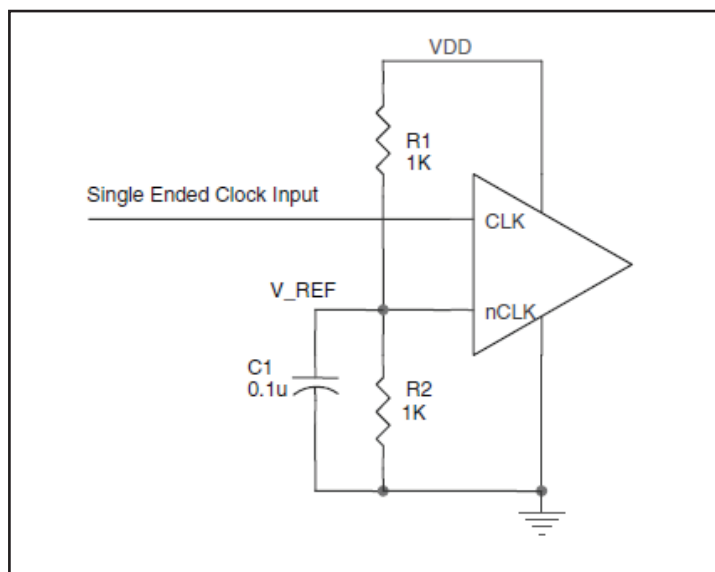 VDD
R1
1K
Single Ended Clock Input
CLK
V_REF
nCLK
C1
0.1u
R2
1K